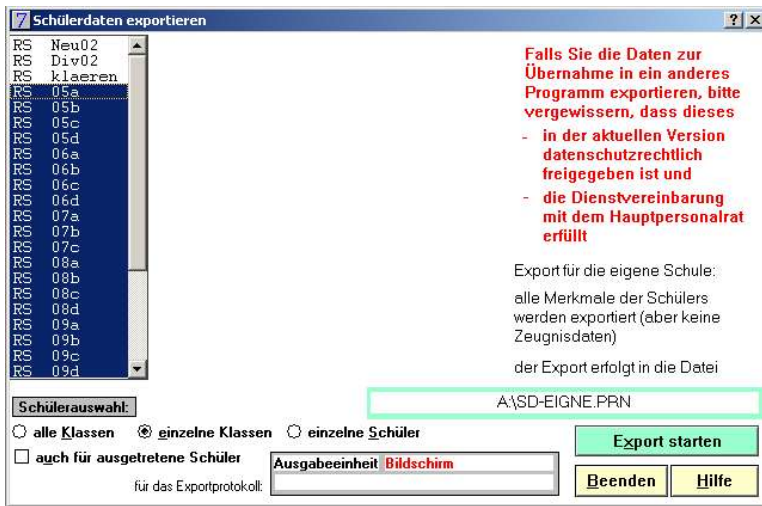 7 Schülerdaten exportieren ? X
RS Neu02
RS Div02
RS klaeren
RS 05a
RS 05b
RS 05c
RS 05d
RS 06a
RS 06b
RS 06c
RS 06d
RS 07a
RS 07b
RS 07c
RS 08a
RS 08b
RS 08c
RS 08d
RS 09a
RS 09b
RS 09c
RS 09d
Falls Sie die Daten zur
Übernahme in ein anderes
Programm exportieren, bitte
vergewissern, dass dieses
- in der aktuellen Version
datenschutzrechtlich
freigegeben ist und
- die Dienstvereinbarung
mit dem Hauptpersonalrat
erfüllt
Export für die eigene Schule:
alle Merkmale der Schülers
werden exportiert (aber keine
Zeugnisdaten)
der Export erfolgt in die Datei
A:\SD-EIGNE.PRN
Schülerauswahl:
alle Klassen einzelne Klassen einzelne Schüler
auch für ausgetretene Schüler
Ausgabeeinheit Bildschirm
für das Exportprotokoll:
Export starten
Beenden Hilfe